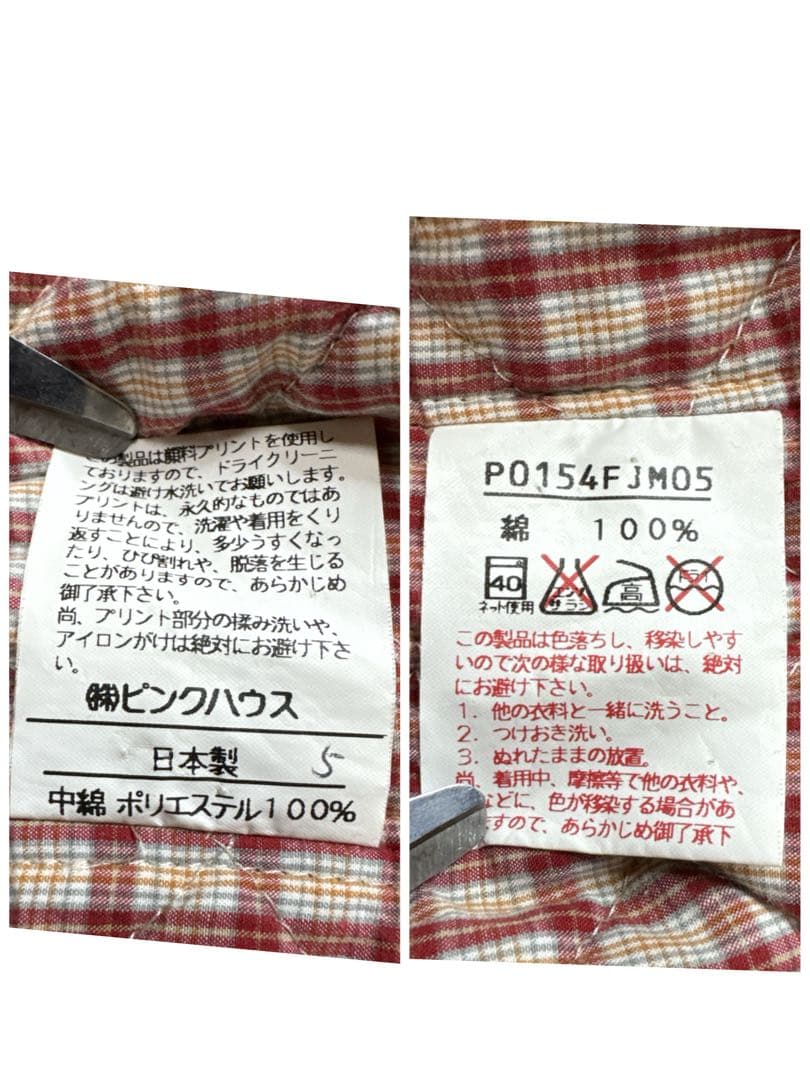 この製品は顔料プリントを使用し
ておりますので、ドライクリーニ
ングは避け水洗いでお願いします。
プリントは、永久的なものではあ
りませんので、洗濯や着用をくり
返すことにより、多少うすくなっ
たり、ひび割れや、脱落を生じる
ことがありますので、あらかじめ
御了承下さい。
尚、プリント部分の揉み洗いや、
アイロンがけは絶対にお避け下さ
い。
㈱ピンクハウス
日本製 5
中綿 ポリエステル100%
P0154FJM05
綿 100%
40 エンソ サラシ 高 ドライ
ネット使用
この製品は色落ちし、移染しやす
いので次の様な取り扱いは、絶対
にお避け下さい。
1. 他の衣料と一緒に洗うこと。
2. つけおき洗い。
3. ぬれたままの放置。
尚、着用中、摩擦等で他の衣料や、
などに、色が移染する場合があ
すので、あらかじめ御了承下